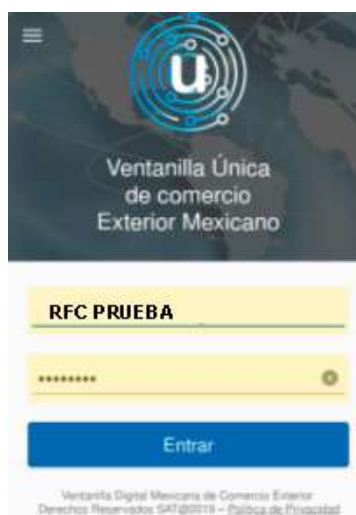 u
Ventanilla Única
de comercio
Exterior Mexicano
RFC PRUEBA
********
Entrar
Ventanilla Digital Mexicana de Comercio Exterior
Derechos Reservados SAT@2019 – Política de Privacidad